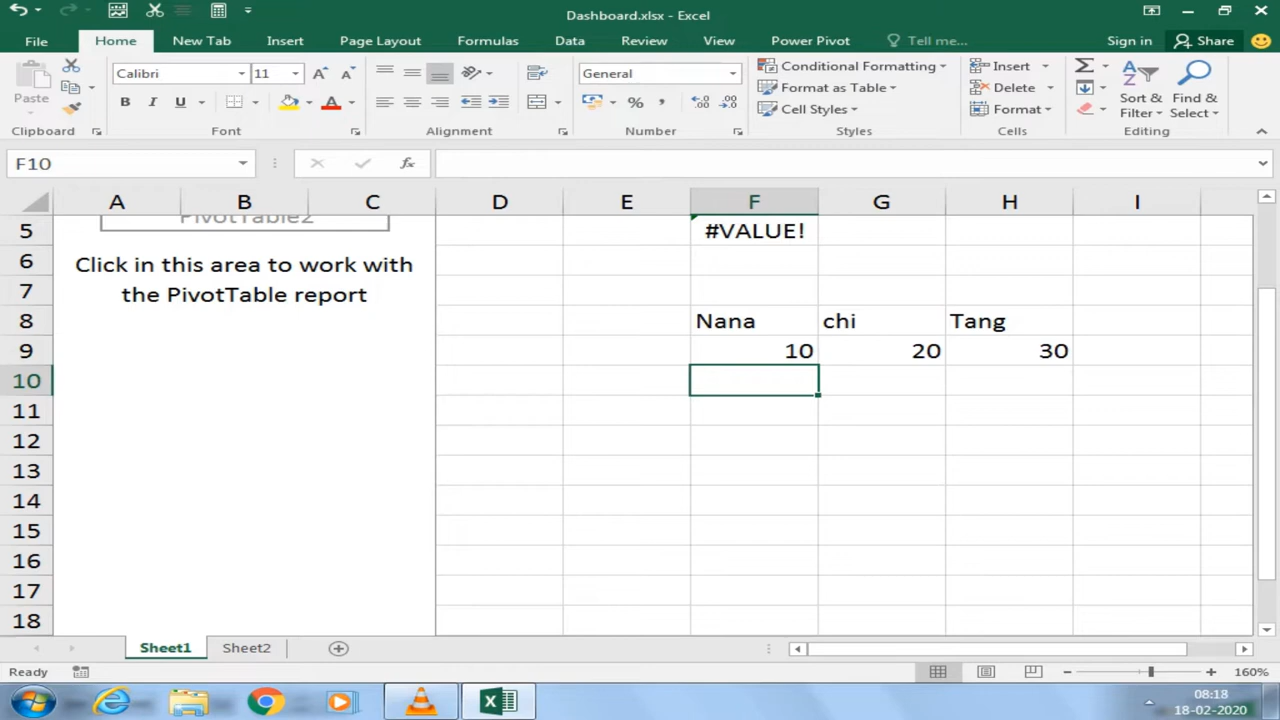 Dashboard.xlsx - Excel
File Home New Tab Insert Page Layout Formulas Data Review View Power Pivot Tell me... Sign in Share
Paste Calibri 11 General Conditional Formatting Insert
B I U % , Format as Table Delete Sort & Find &
Cell Styles Format Filter Select
Clipboard Font Alignment Number Styles Cells Editing
F10 fx
A B C D E F G H I
PivotTable2
5 #VALUE!
6 Click in this area to work with
7 the PivotTable report
8 Nana chi Tang
9 10 20 30
10
11
12
13
14
15
16
17
18
Sheet1 Sheet2
Ready 160%
08:18
18-02-2020